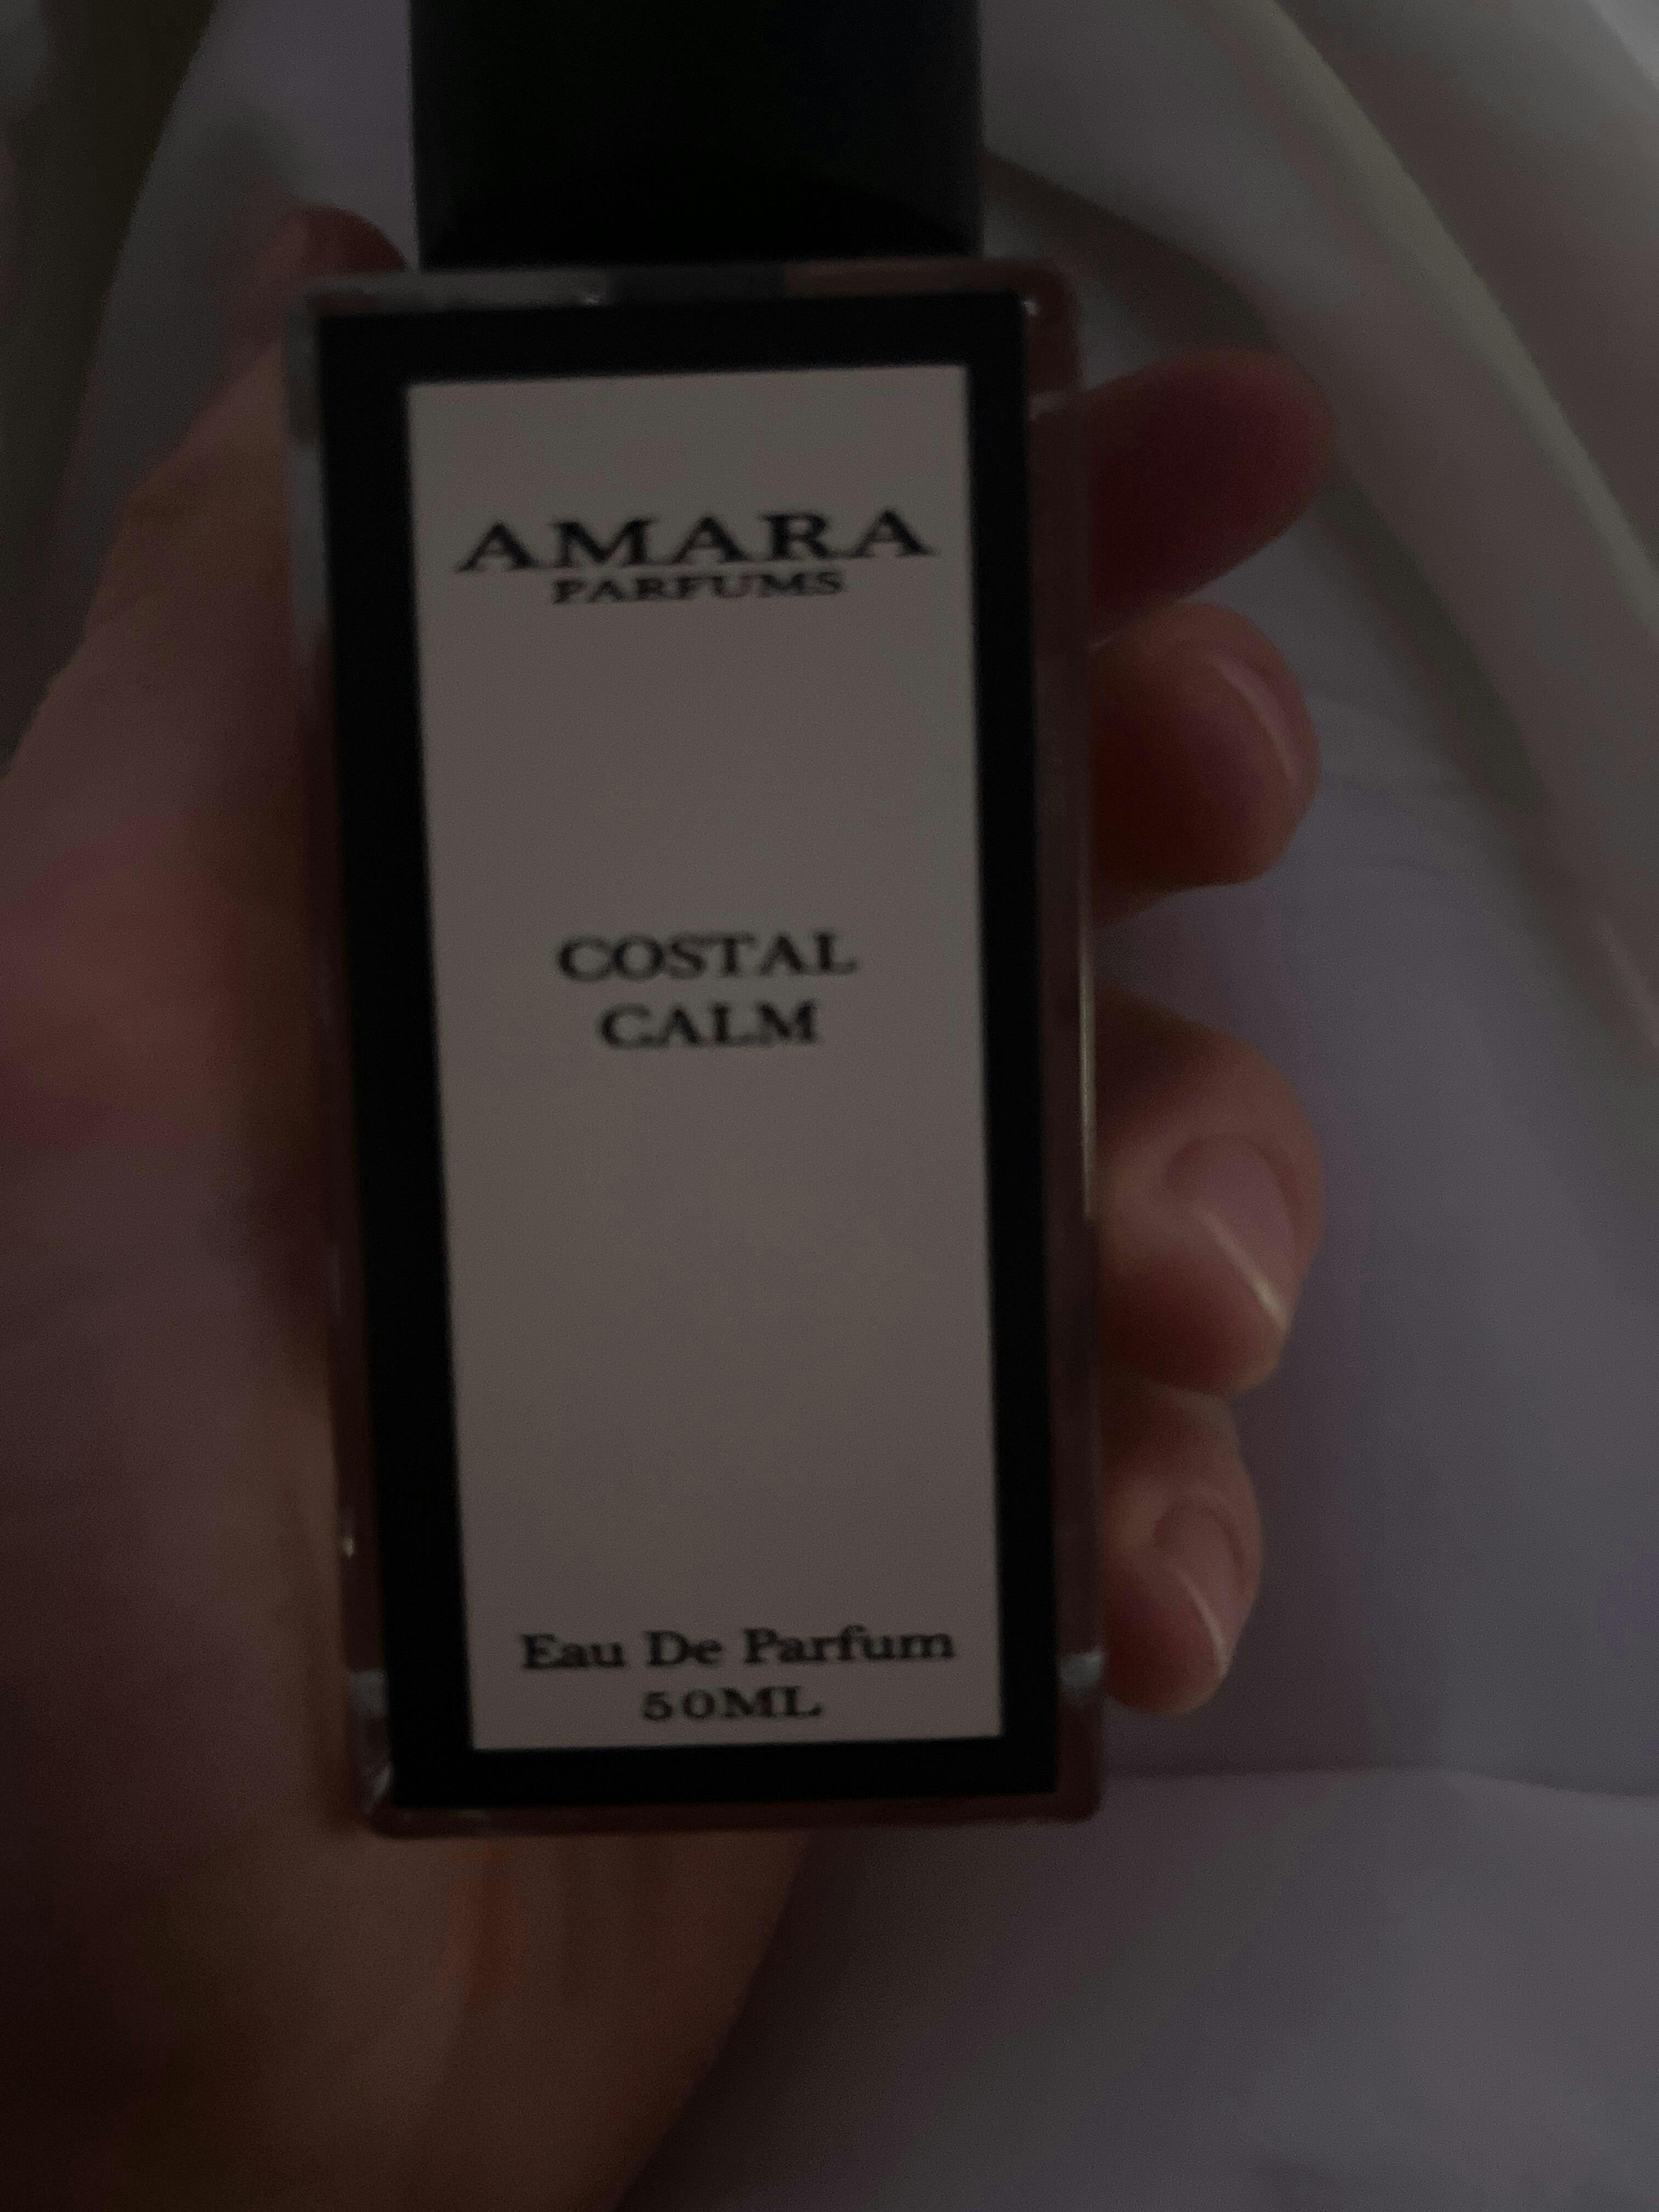 AMARA
PARFUMS
COSTAL
CALM
Eau De Parfum
50ML